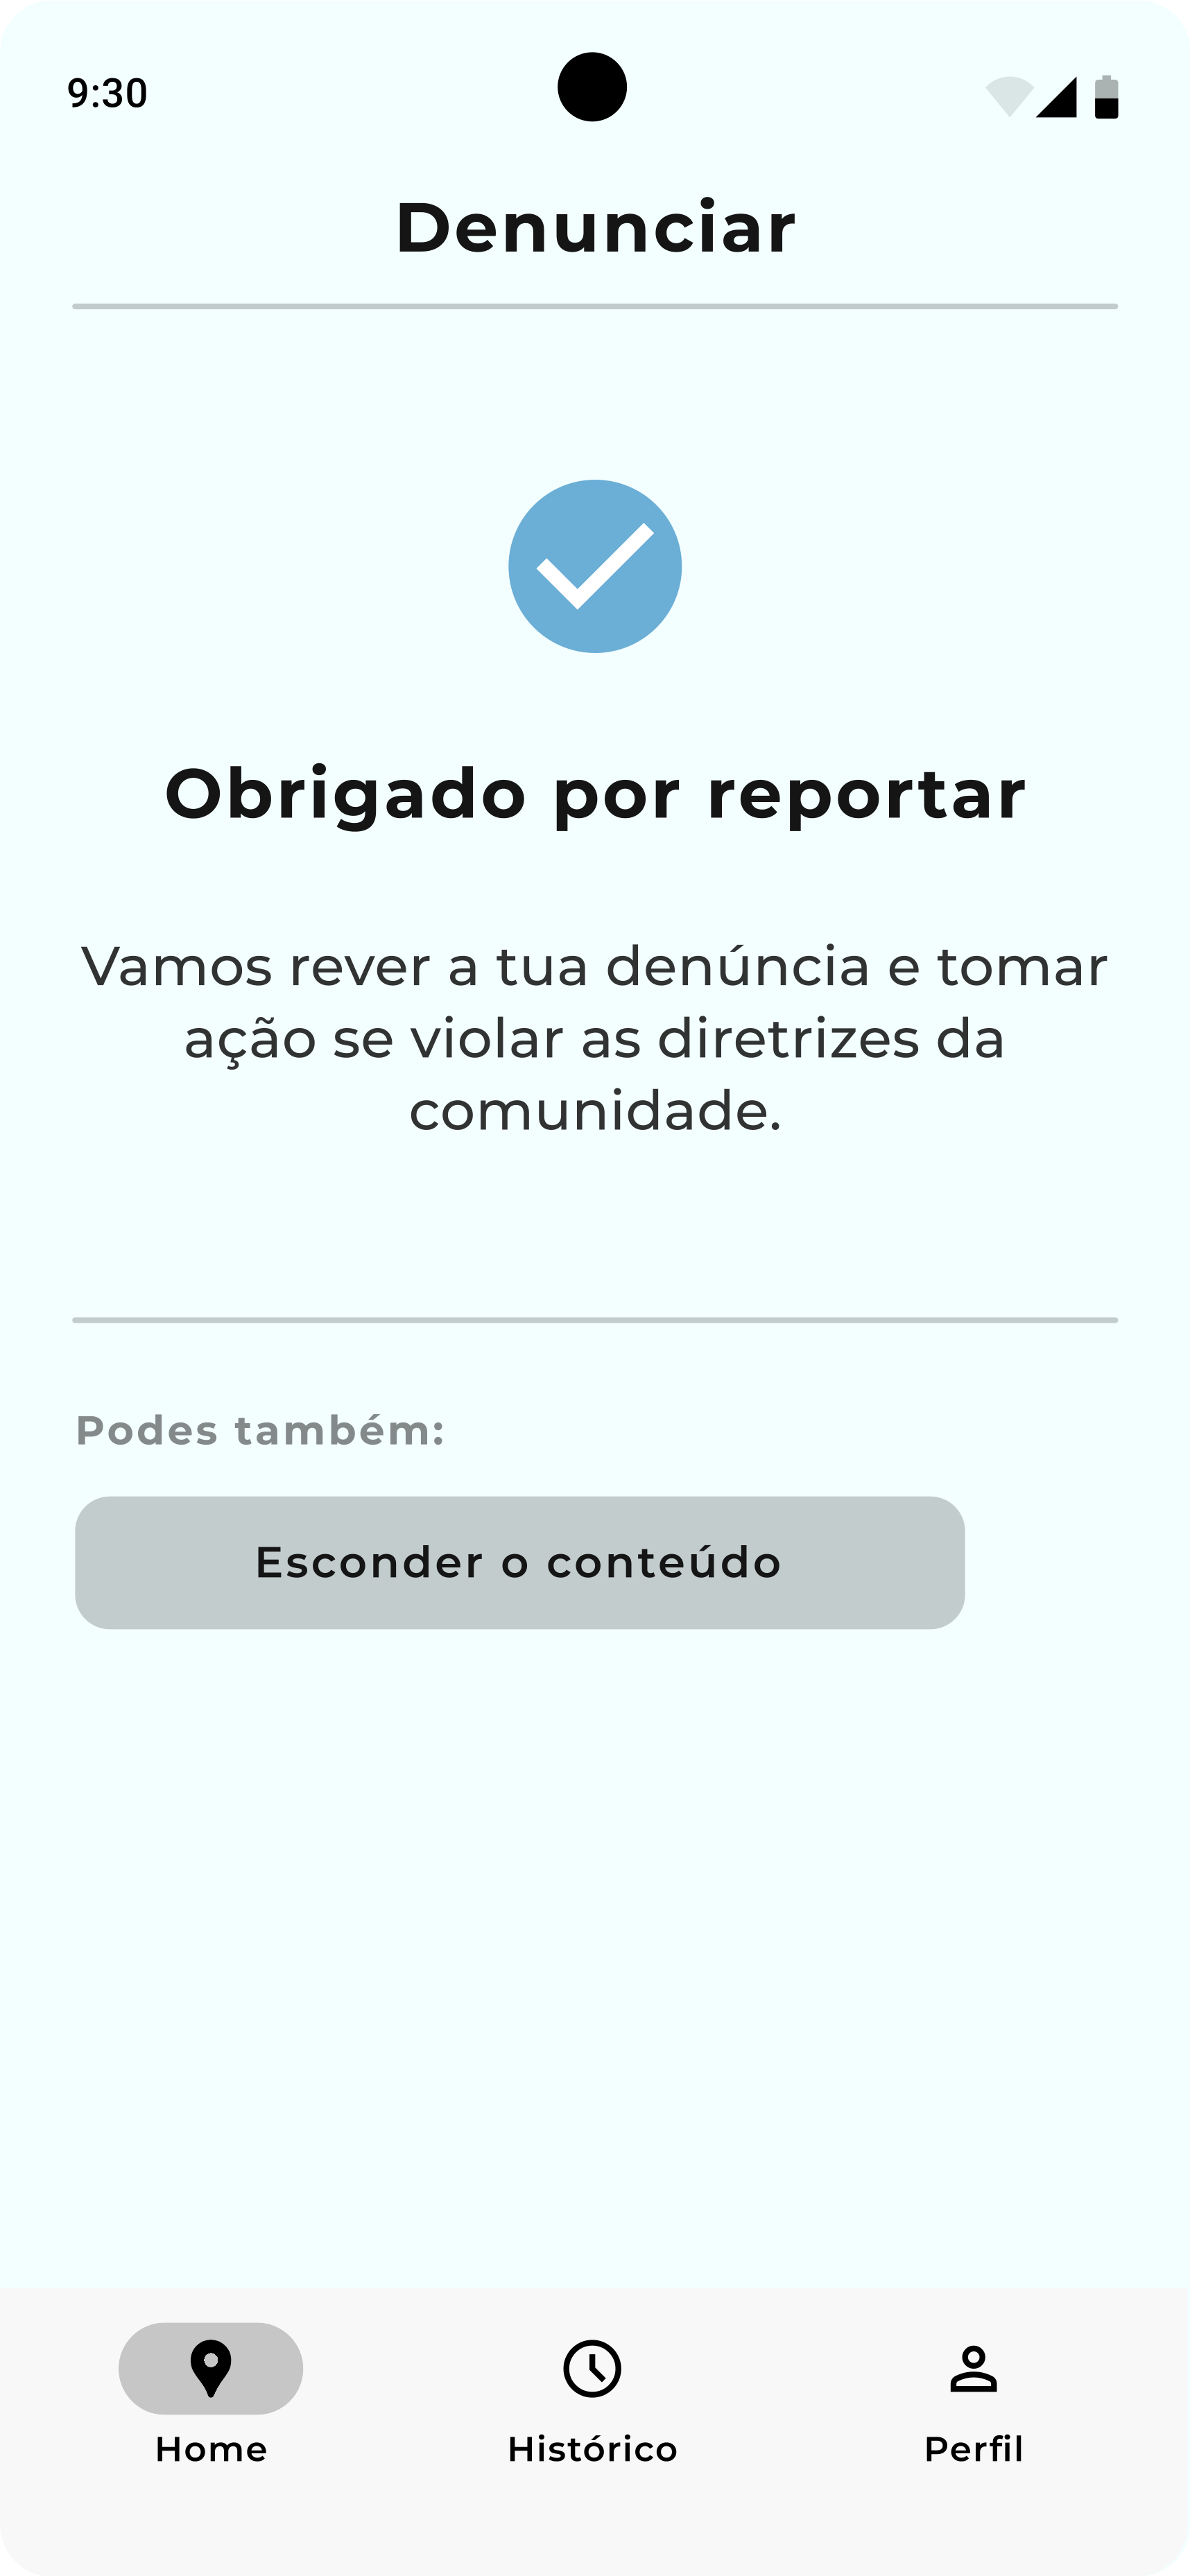 9:30
Denunciar
Obrigado por reportar
Vamos rever a tua denúncia e tomar
ação se violar as diretrizes da
comunidade.
Podes também:
Esconder o conteúdo
Home
Histórico
Perfil